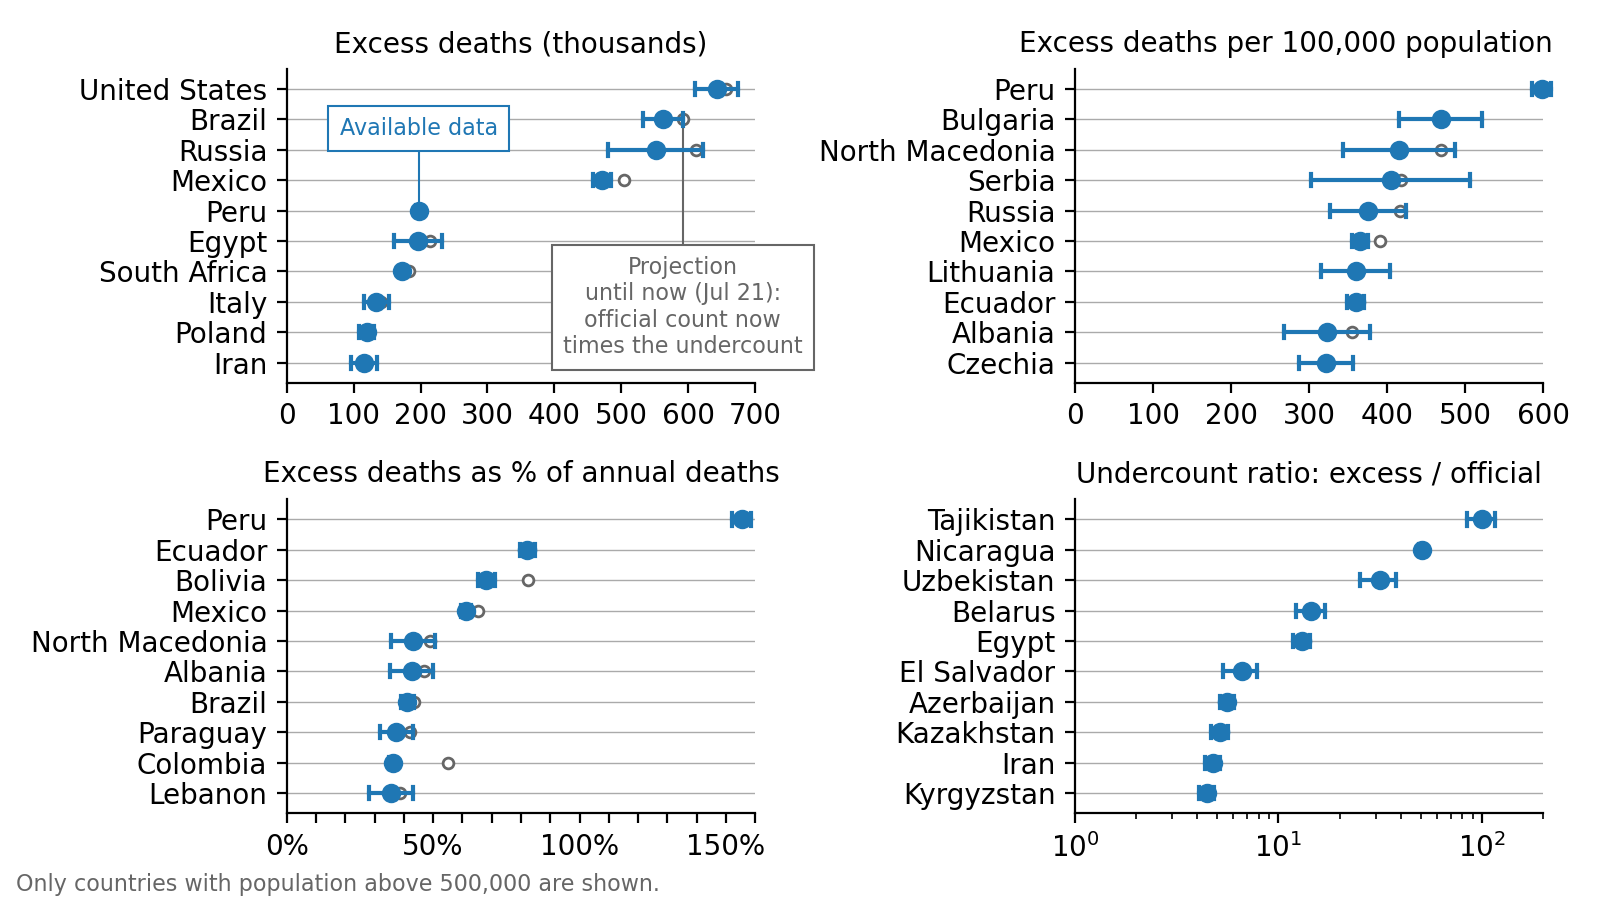 Excess deaths (thousands)
United States
Brazil
Russia
Mexico
Peru
Egypt
South Africa
Italy
Poland
Iran
Available data
Projection
until now (Jul 21):
official count now
times the undercount
0 100 200 300 400 500 600 700
Excess deaths per 100,000 population
Peru
Bulgaria
North Macedonia
Serbia
Russia
Mexico
Lithuania
Ecuador
Albania
Czechia
0 100 200 300 400 500 600
Excess deaths as % of annual deaths
Peru
Ecuador
Bolivia
Mexico
North Macedonia
Albania
Brazil
Paraguay
Colombia
Lebanon
0% 50% 100% 150%
Undercount ratio: excess / official
Tajikistan
Nicaragua
Uzbekistan
Belarus
Egypt
El Salvador
Azerbaijan
Kazakhstan
Iran
Kyrgyzstan
10⁰ 10¹ 10²
Only countries with population above 500,000 are shown.